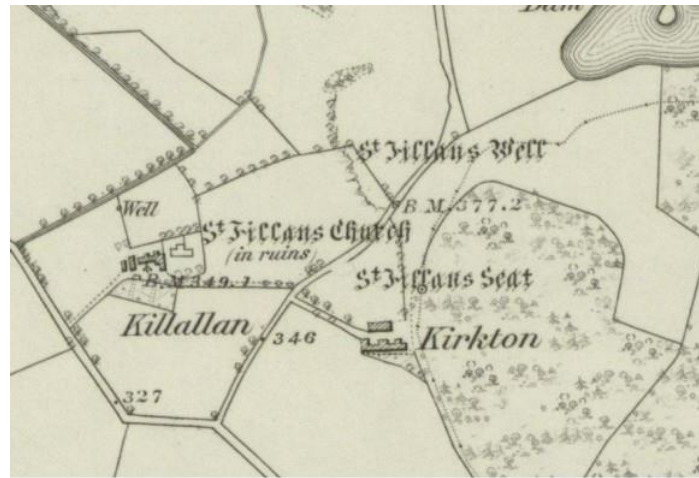 Dam
St Fillans Well
B.M.377.2
Well
St Fillans Church
(in ruins)
St Fillans Seat
B.M.349.1
Killallan
346
Kirkton
327